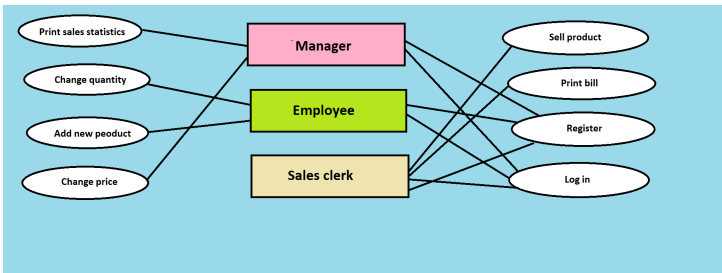 Print sales statistics
Change quantity
Add new peoduct
Change price
Manager
Employee
Sales clerk
Sell product
Print bill
Register
Log in